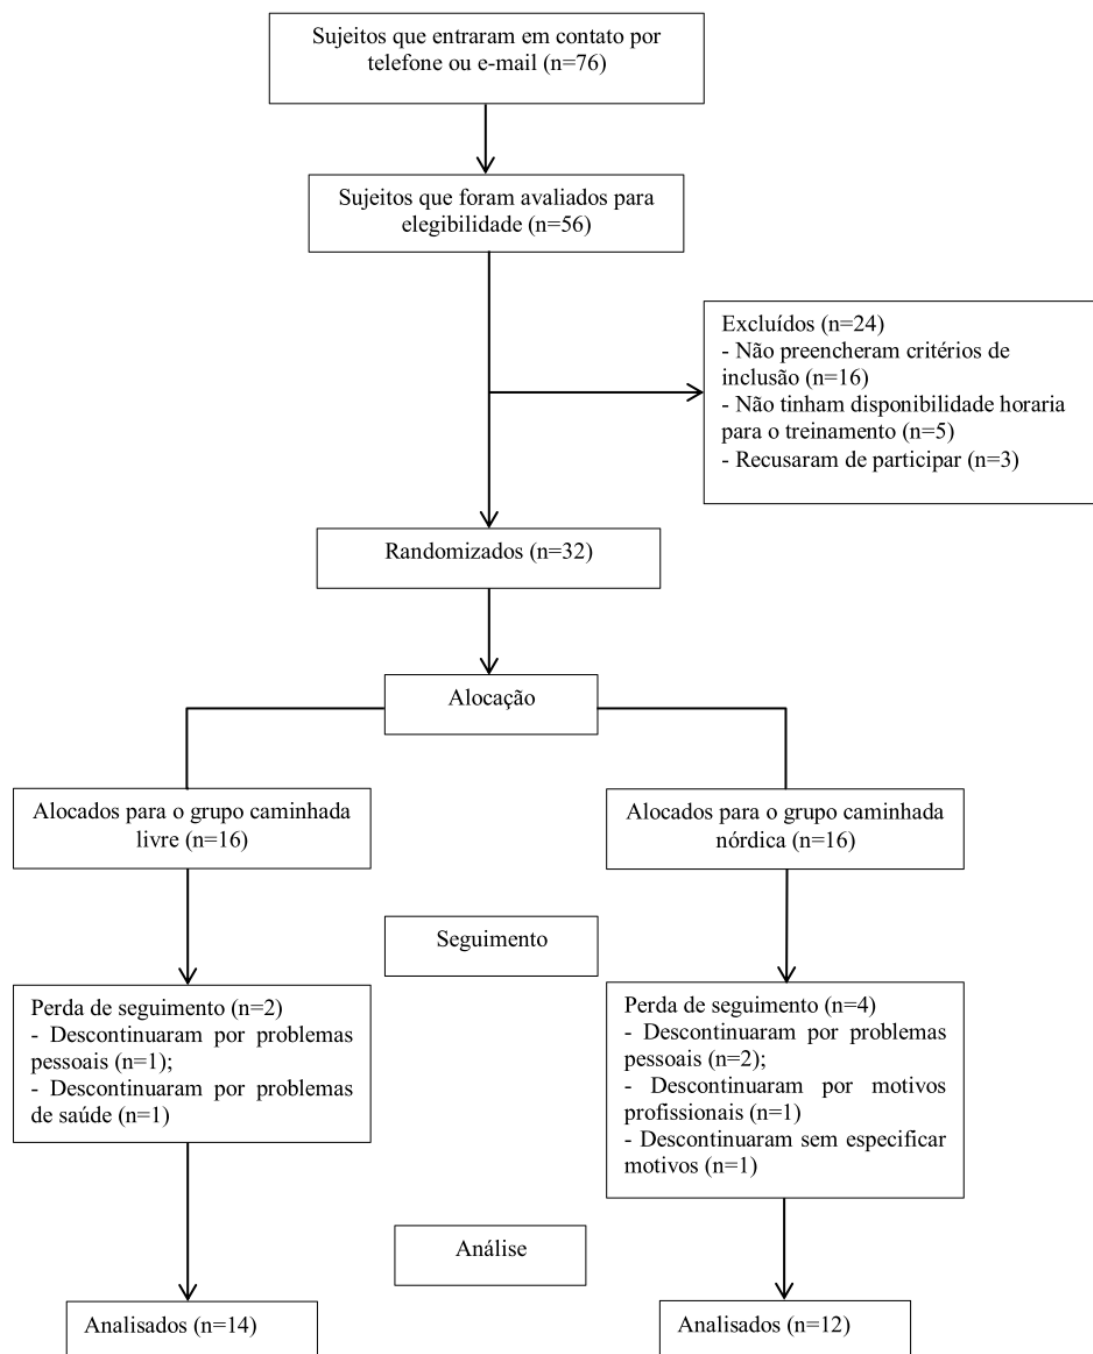 Sujeitos que entraram em contato por
telefone ou e-mail (n=76)
Sujeitos que foram avaliados para
elegibilidade (n=56)
Excluídos (n=24)
- Não preencheram critérios de
inclusão (n=16)
- Não tinham disponibilidade horaria
para o treinamento (n=5)
- Recusaram de participar (n=3)
Randomizados (n=32)
Alocação
Alocados para o grupo caminhada
livre (n=16)
Alocados para o grupo caminhada
nórdica (n=16)
Seguimento
Perda de seguimento (n=2)
- Descontinuaram por problemas
pessoais (n=1);
- Descontinuaram por problemas
de saúde (n=1)
Perda de seguimento (n=4)
- Descontinuaram por problemas
pessoais (n=2);
- Descontinuaram por motivos
profissionais (n=1)
- Descontinuaram sem especificar
motivos (n=1)
Análise
Analisados (n=14)
Analisados (n=12)